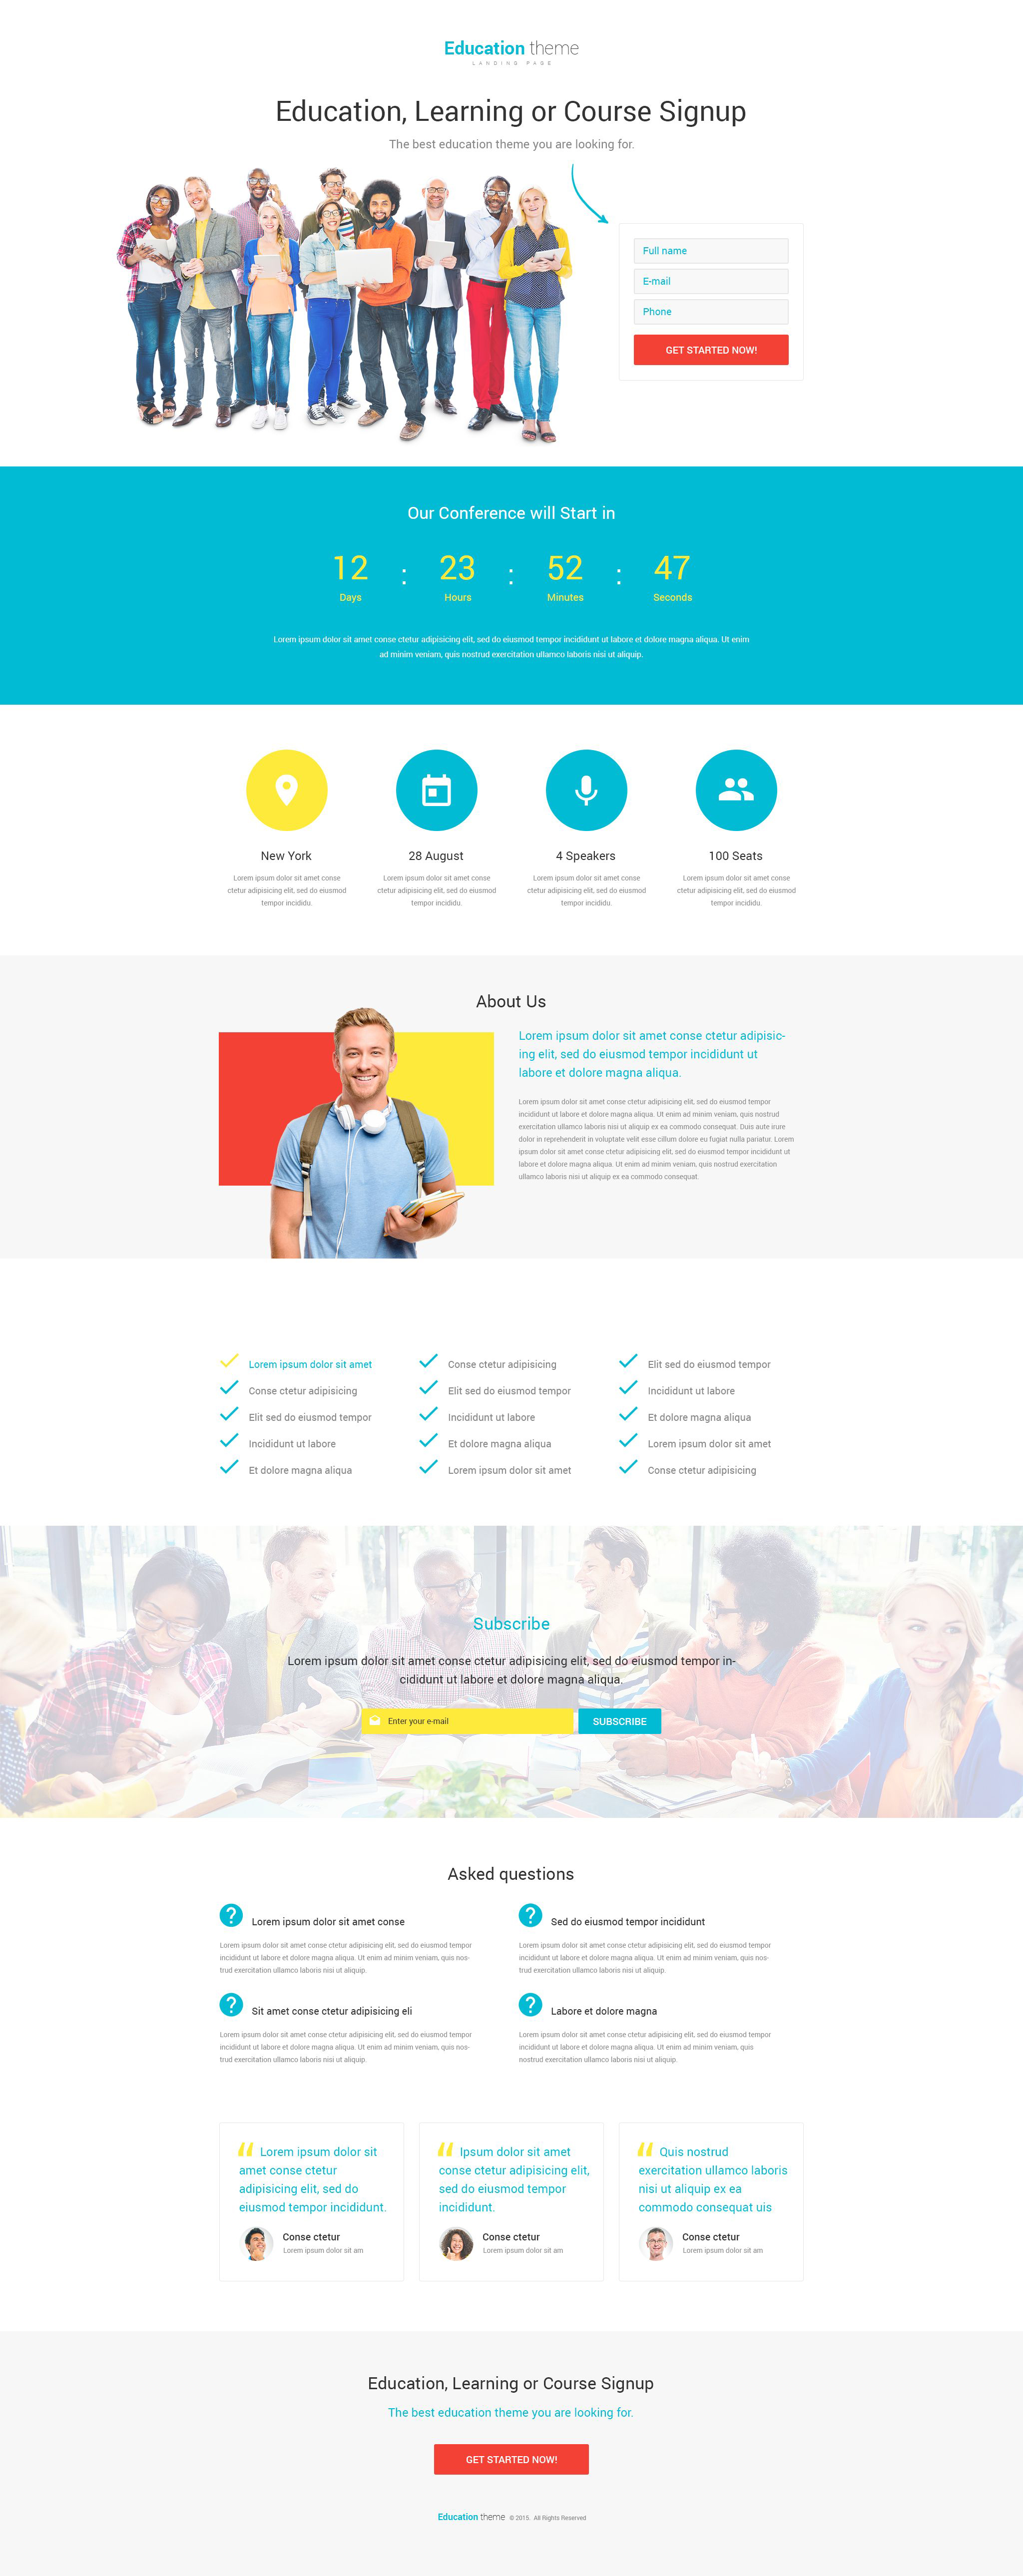 Education theme
LANDING PAGE
Education, Learning or Course Signup
The best education theme you are looking for.
Full name
E-mail
Phone
GET STARTED NOW!
Our Conference will Start in
12 : 23 : 52 : 47
Days Hours Minutes Seconds
Lorem ipsum dolor sit amet conse ctetur adipisicing elit, sed do eiusmod tempor incididunt ut labore et dolore magna aliqua. Ut enim
ad minim veniam, quis nostrud exercitation ullamco laboris nisi ut aliquip.
New York
Lorem ipsum dolor sit amet conse
ctetur adipisicing elit, sed do eiusmod
tempor incididu.
28 August
Lorem ipsum dolor sit amet conse
ctetur adipisicing elit, sed do eiusmod
tempor incididu.
4 Speakers
Lorem ipsum dolor sit amet conse
ctetur adipisicing elit, sed do eiusmod
tempor incididu.
100 Seats
Lorem ipsum dolor sit amet conse
ctetur adipisicing elit, sed do eiusmod
tempor incididu.
About Us
Lorem ipsum dolor sit amet conse ctetur adipisic-
ing elit, sed do eiusmod tempor incididunt ut
labore et dolore magna aliqua.
Lorem ipsum dolor sit amet conse ctetur adipisicing elit, sed do eiusmod tempor
incididunt ut labore et dolore magna aliqua. Ut enim ad minim veniam, quis nostrud
exercitation ullamco laboris nisi ut aliquip ex ea commodo consequat. Duis aute irure
dolor in reprehenderit in voluptate velit esse cillum dolore eu fugiat nulla pariatur. Lorem
ipsum dolor sit amet conse ctetur adipisicing elit, sed do eiusmod tempor incididunt ut
labore et dolore magna aliqua. Ut enim ad minim veniam, quis nostrud exercitation
ullamco laboris nisi ut aliquip ex ea commodo consequat.
Lorem ipsum dolor sit amet
Conse ctetur adipisicing
Elit sed do eiusmod tempor
Incididunt ut labore
Et dolore magna aliqua
Conse ctetur adipisicing
Elit sed do eiusmod tempor
Incididunt ut labore
Et dolore magna aliqua
Lorem ipsum dolor sit amet
Elit sed do eiusmod tempor
Incididunt ut labore
Et dolore magna aliqua
Lorem ipsum dolor sit amet
Conse ctetur adipisicing
Subscribe
Lorem ipsum dolor sit amet conse ctetur adipisicing elit, sed do eiusmod tempor in-
cididunt ut labore et dolore magna aliqua.
Enter your e-mail
SUBSCRIBE
Asked questions
? Lorem ipsum dolor sit amet conse
Lorem ipsum dolor sit amet conse ctetur adipisicing elit, sed do eiusmod tempor
incididunt ut labore et dolore magna aliqua. Ut enim ad minim veniam, quis nos-
trud exercitation ullamco laboris nisi ut aliquip.
? Sed do eiusmod tempor incididunt
Lorem ipsum dolor sit amet conse ctetur adipisicing elit, sed do eiusmod tempor
incididunt ut labore et dolore magna aliqua. Ut enim ad minim veniam, quis nos-
trud exercitation ullamco laboris nisi ut aliquip.
? Sit amet conse ctetur adipisicing eli
Lorem ipsum dolor sit amet conse ctetur adipisicing elit, sed do eiusmod tempor
incididunt ut labore et dolore magna aliqua. Ut enim ad minim veniam, quis nos-
trud exercitation ullamco laboris nisi ut aliquip.
? Labore et dolore magna
Lorem ipsum dolor sit amet conse ctetur adipisicing elit, sed do eiusmod tempor
incididunt ut labore et dolore magna aliqua. Ut enim ad minim veniam, quis
nostrud exercitation ullamco laboris nisi ut aliquip.
“ Lorem ipsum dolor sit
amet conse ctetur
adipisicing elit, sed do
eiusmod tempor incididunt.
Conse ctetur
Lorem ipsum dolor sit am
“ Ipsum dolor sit amet
conse ctetur adipisicing elit,
sed do eiusmod tempor
incididunt.
Conse ctetur
Lorem ipsum dolor sit am
“ Quis nostrud
exercitation ullamco laboris
nisi ut aliquip ex ea
commodo consequat uis
Conse ctetur
Lorem ipsum dolor sit am
Education, Learning or Course Signup
The best education theme you are looking for.
GET STARTED NOW!
Education theme © 2015. All Rights Reserved